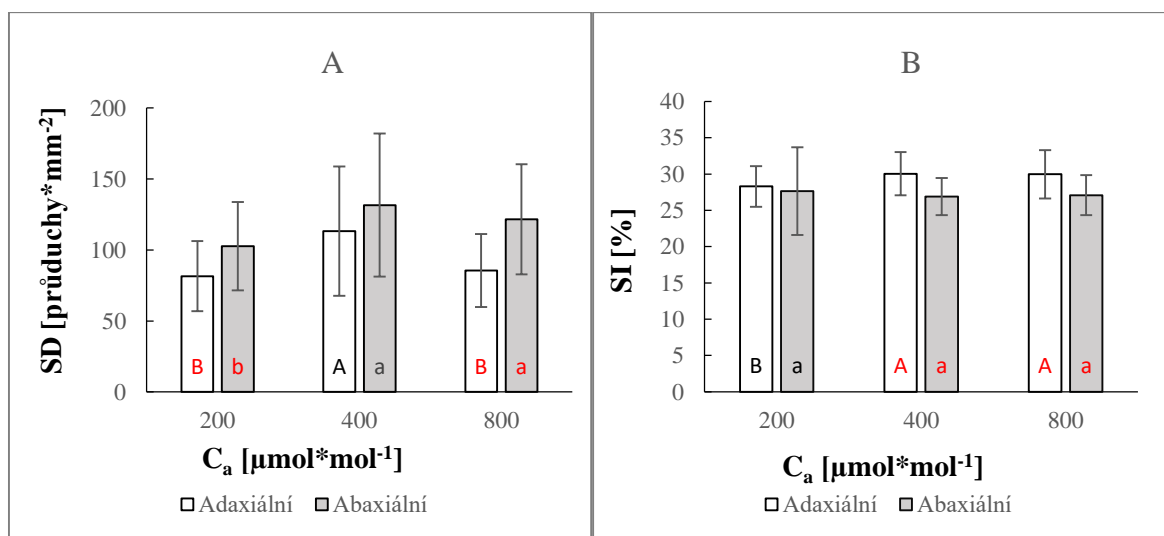 A
SD [průduchy*mm-2]
200
150
100
50
0
B b A a B a
200 400 800
Ca [µmol*mol-1]
Adaxiální Abaxiální
B
SI [%]
40
35
30
25
20
15
10
5
0
B a A a A a
200 400 800
Ca [µmol*mol-1]
Adaxiální Abaxiální